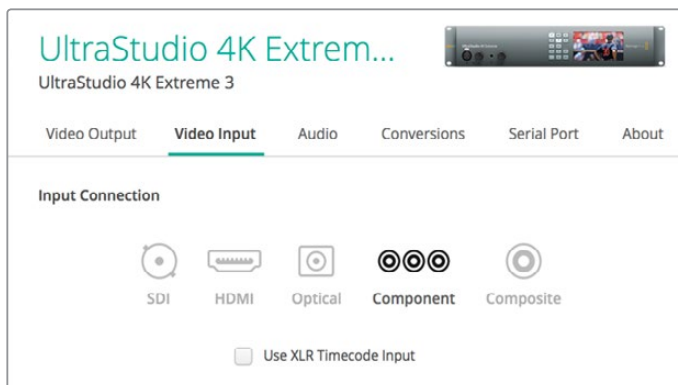 UltraStudio 4K Extrem...
UltraStudio 4K Extreme 3
Video Output Video Input Audio Conversions Serial Port About
Input Connection
SDI HDMI Optical Component Composite
Use XLR Timecode Input